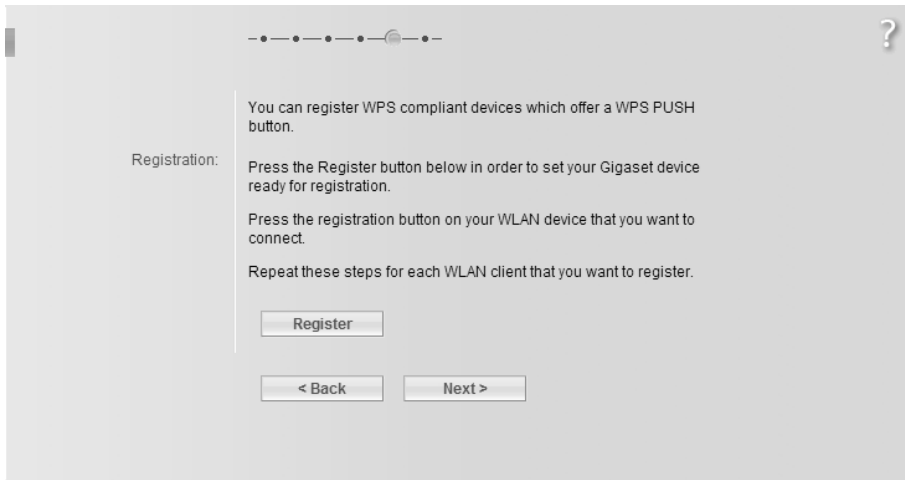 ?
You can register WPS compliant devices which offer a WPS PUSH
button.
Registration:
Press the Register button below in order to set your Gigaset device
ready for registration.
Press the registration button on your WLAN device that you want to
connect.
Repeat these steps for each WLAN client that you want to register.
Register
< Back
Next >